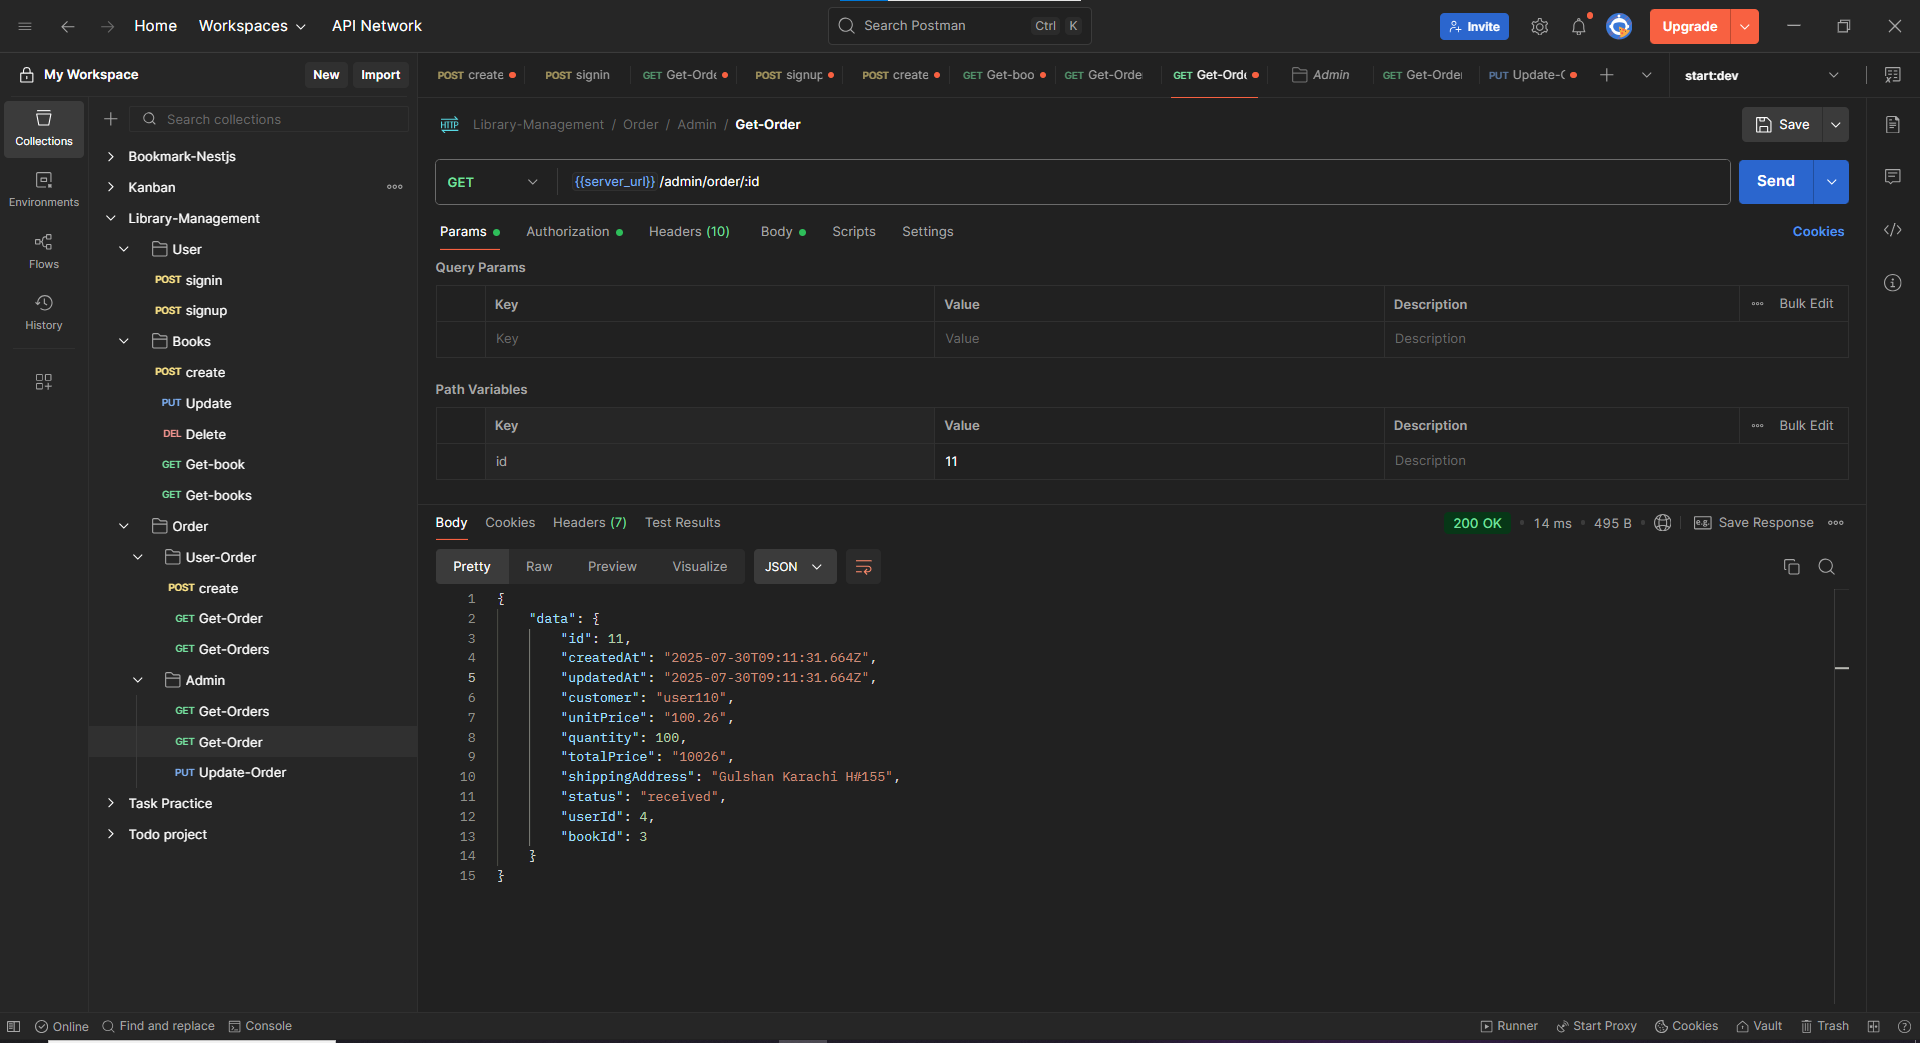 Home
Workspaces
API Network
Search Postman
Ctrl K
Invite
Upgrade
My Workspace
New
Import
POST create
POST signin
GET Get-Orde
POST signup
POST create
GET Get-boo
GET Get-Orde
GET Get-Orde
Admin
GET Get-Order
PUT Update-O
start:dev
Collections
Environments
Flows
History
Search collections
Bookmark-Nestjs
Kanban
Library-Management
User
POST signin
POST signup
Books
POST create
PUT Update
DEL Delete
GET Get-book
GET Get-books
Order
User-Order
POST create
GET Get-Order
GET Get-Orders
Admin
GET Get-Orders
GET Get-Order
PUT Update-Order
Task Practice
Todo project
HTTP Library-Management / Order / Admin / Get-Order
Save
GET
{{server_url}} /admin/order/:id
Send
Params
Authorization
Headers (10)
Body
Scripts
Settings
Cookies
Query Params
Key Value Description Bulk Edit
Key Value Description
Path Variables
Key Value Description Bulk Edit
id 11 Description
Body
Cookies
Headers (7)
Test Results
200 OK • 14 ms • 495 B
e.g. Save Response
Pretty
Raw
Preview
Visualize
JSON
1 {
2 "data": {
3 "id": 11,
4 "createdAt": "2025-07-30T09:11:31.664Z",
5 "updatedAt": "2025-07-30T09:11:31.664Z",
6 "customer": "user110",
7 "unitPrice": "100.26",
8 "quantity": 100,
9 "totalPrice": "10026",
10 "shippingAddress": "Gulshan Karachi H#155",
11 "status": "received",
12 "userId": 4,
13 "bookId": 3
14 }
15 }
Online
Find and replace
Console
Runner
Start Proxy
Cookies
Vault
Trash